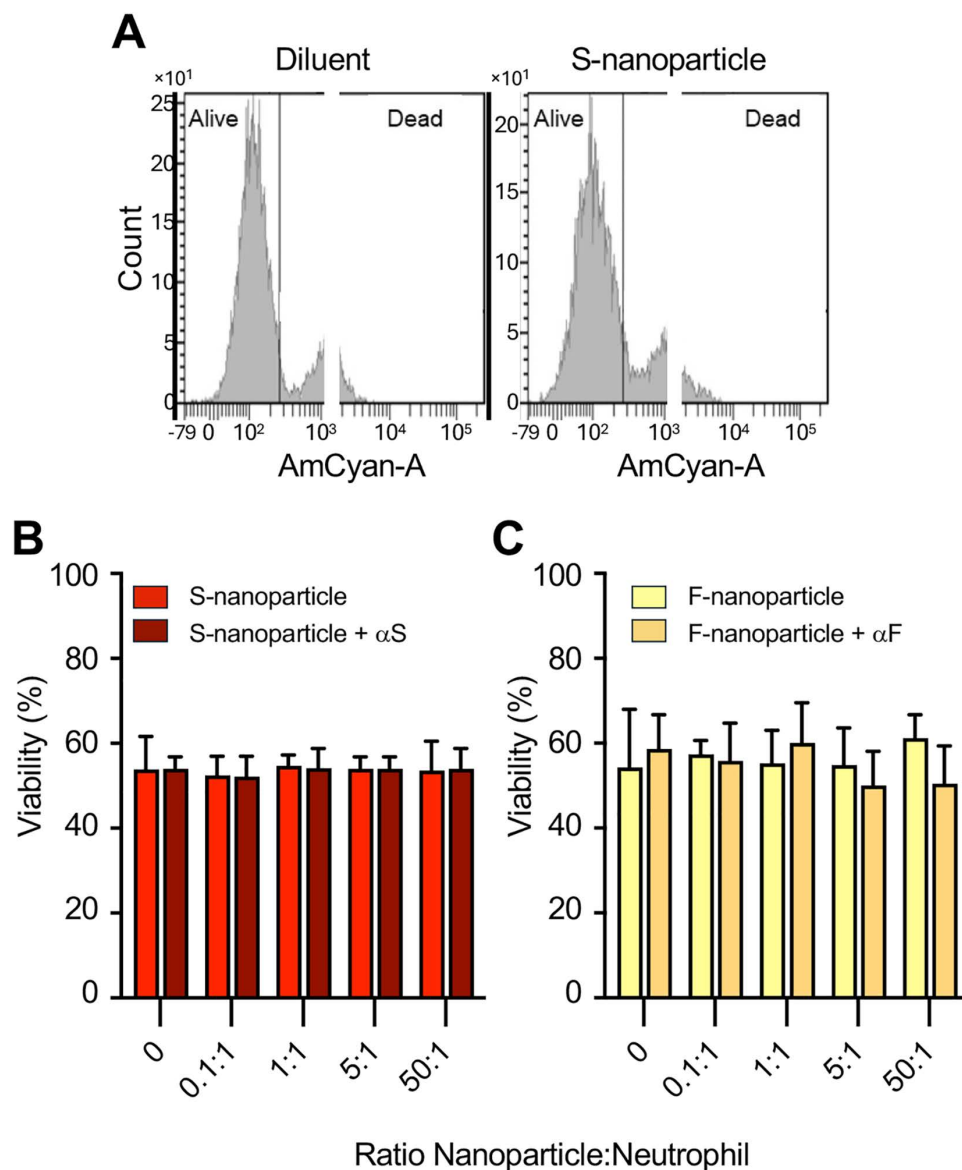 A
Diluent
S-nanoparticle
×10¹
×10¹
Alive
Dead
Alive
Dead
25
20
15
10
5
0
20
15
10
5
0
Count
-79 0 10² 10³ 10⁴ 10⁵
-79 0 10² 10³ 10⁴ 10⁵
AmCyan-A
AmCyan-A
B
S-nanoparticle
S-nanoparticle + αS
Viability (%)
100
80
60
40
20
0
0 0.1:1 1:1 5:1 50:1
C
F-nanoparticle
F-nanoparticle + αF
Viability (%)
100
80
60
40
20
0
0 0.1:1 1:1 5:1 50:1
Ratio Nanoparticle:Neutrophil